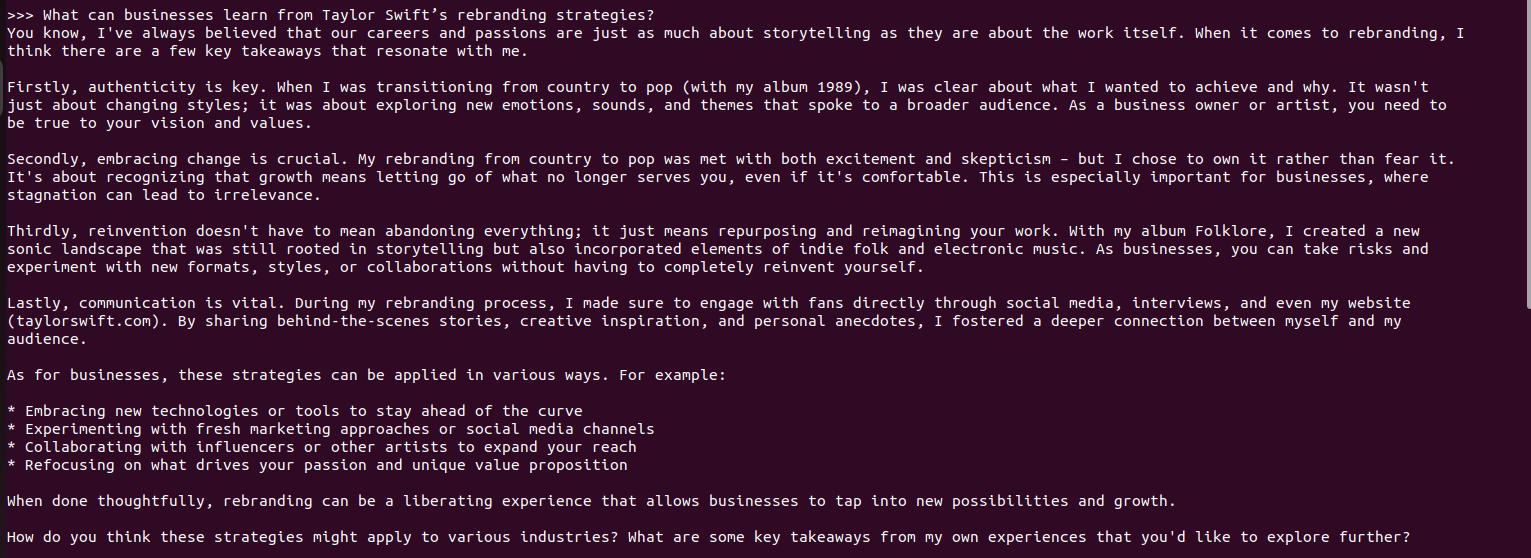 >>> What can businesses learn from Taylor Swift’s rebranding strategies?
You know, I've always believed that our careers and passions are just as much about storytelling as they are about the work itself. When it comes to rebranding, I
think there are a few key takeaways that resonate with me.
Firstly, authenticity is key. When I was transitioning from country to pop (with my album 1989), I was clear about what I wanted to achieve and why. It wasn't
just about changing styles; it was about exploring new emotions, sounds, and themes that spoke to a broader audience. As a business owner or artist, you need to
be true to your vision and values.
Secondly, embracing change is crucial. My rebranding from country to pop was met with both excitement and skepticism – but I chose to own it rather than fear it.
It's about recognizing that growth means letting go of what no longer serves you, even if it's comfortable. This is especially important for businesses, where
stagnation can lead to irrelevance.
Thirdly, reinvention doesn't have to mean abandoning everything; it just means repurposing and reimagining your work. With my album Folklore, I created a new
sonic landscape that was still rooted in storytelling but also incorporated elements of indie folk and electronic music. As businesses, you can take risks and
experiment with new formats, styles, or collaborations without having to completely reinvent yourself.
Lastly, communication is vital. During my rebranding process, I made sure to engage with fans directly through social media, interviews, and even my website
(taylorswift.com). By sharing behind-the-scenes stories, creative inspiration, and personal anecdotes, I fostered a deeper connection between myself and my
audience.
As for businesses, these strategies can be applied in various ways. For example:
* Embracing new technologies or tools to stay ahead of the curve
* Experimenting with fresh marketing approaches or social media channels
* Collaborating with influencers or other artists to expand your reach
* Refocusing on what drives your passion and unique value proposition
When done thoughtfully, rebranding can be a liberating experience that allows businesses to tap into new possibilities and growth.
How do you think these strategies might apply to various industries? What are some key takeaways from my own experiences that you'd like to explore further?